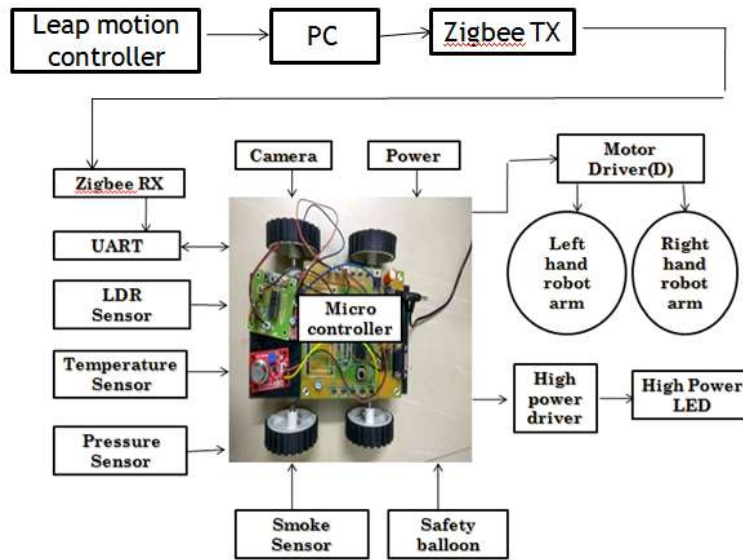 Leap motion
controller
PC
Zigbee TX
Camera
Power
Motor
Driver(D)
Zigbee RX
UART
Left
hand
robot
arm
Right
hand
robot
arm
LDR
Sensor
Micro
controller
Temperature
Sensor
High
power
driver
High Power
LED
Pressure
Sensor
Smoke
Sensor
Safety
balloon